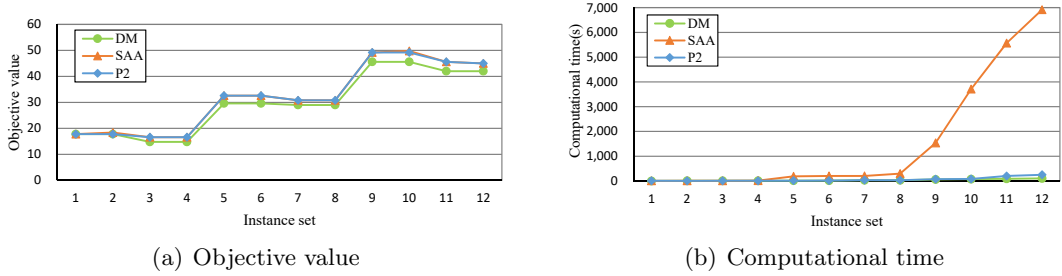 60
50
40
30
20
10
0
Objective value
DM
SAA
P2
1 2 3 4 5 6 7 8 9 10 11 12
Instance set
(a) Objective value
7,000
6,000
5,000
4,000
3,000
2,000
1,000
0
Computational time(s)
DM
SAA
P2
1 2 3 4 5 6 7 8 9 10 11 12
Instance set
(b) Computational time